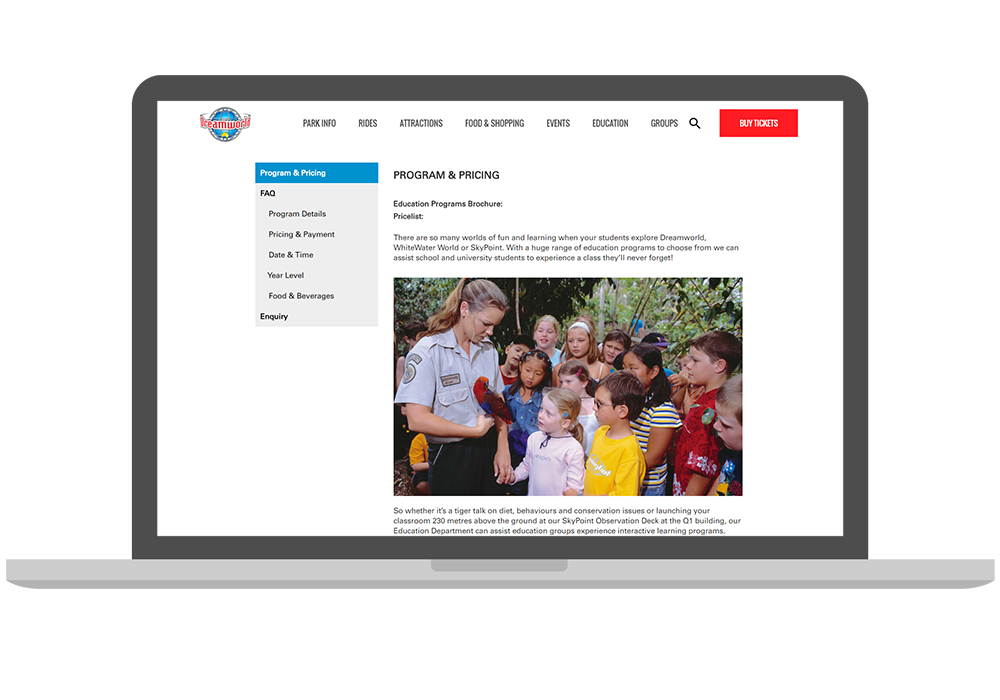 Dreamworld
PARK INFO
RIDES
ATTRACTIONS
FOOD & SHOPPING
EVENTS
EDUCATION
GROUPS
BUY TICKETS
Program & Pricing
FAQ
Program Details
Pricing & Payment
Date & Time
Year Level
Food & Beverages
Enquiry
PROGRAM & PRICING
Education Programs Brochure:
Pricelist:
There are so many worlds of fun and learning when your students explore Dreamworld,
WhiteWater World or SkyPoint. With a huge range of education programs to choose from we can
assist school and university students to experience a class they’ll never forget!
So whether it’s a tiger talk on diet, behaviours and conservation issues or launching your
classroom 230 metres above the ground at our SkyPoint Observation Deck at the Q1 building, our
Education Department can assist education groups experience interactive learning programs.